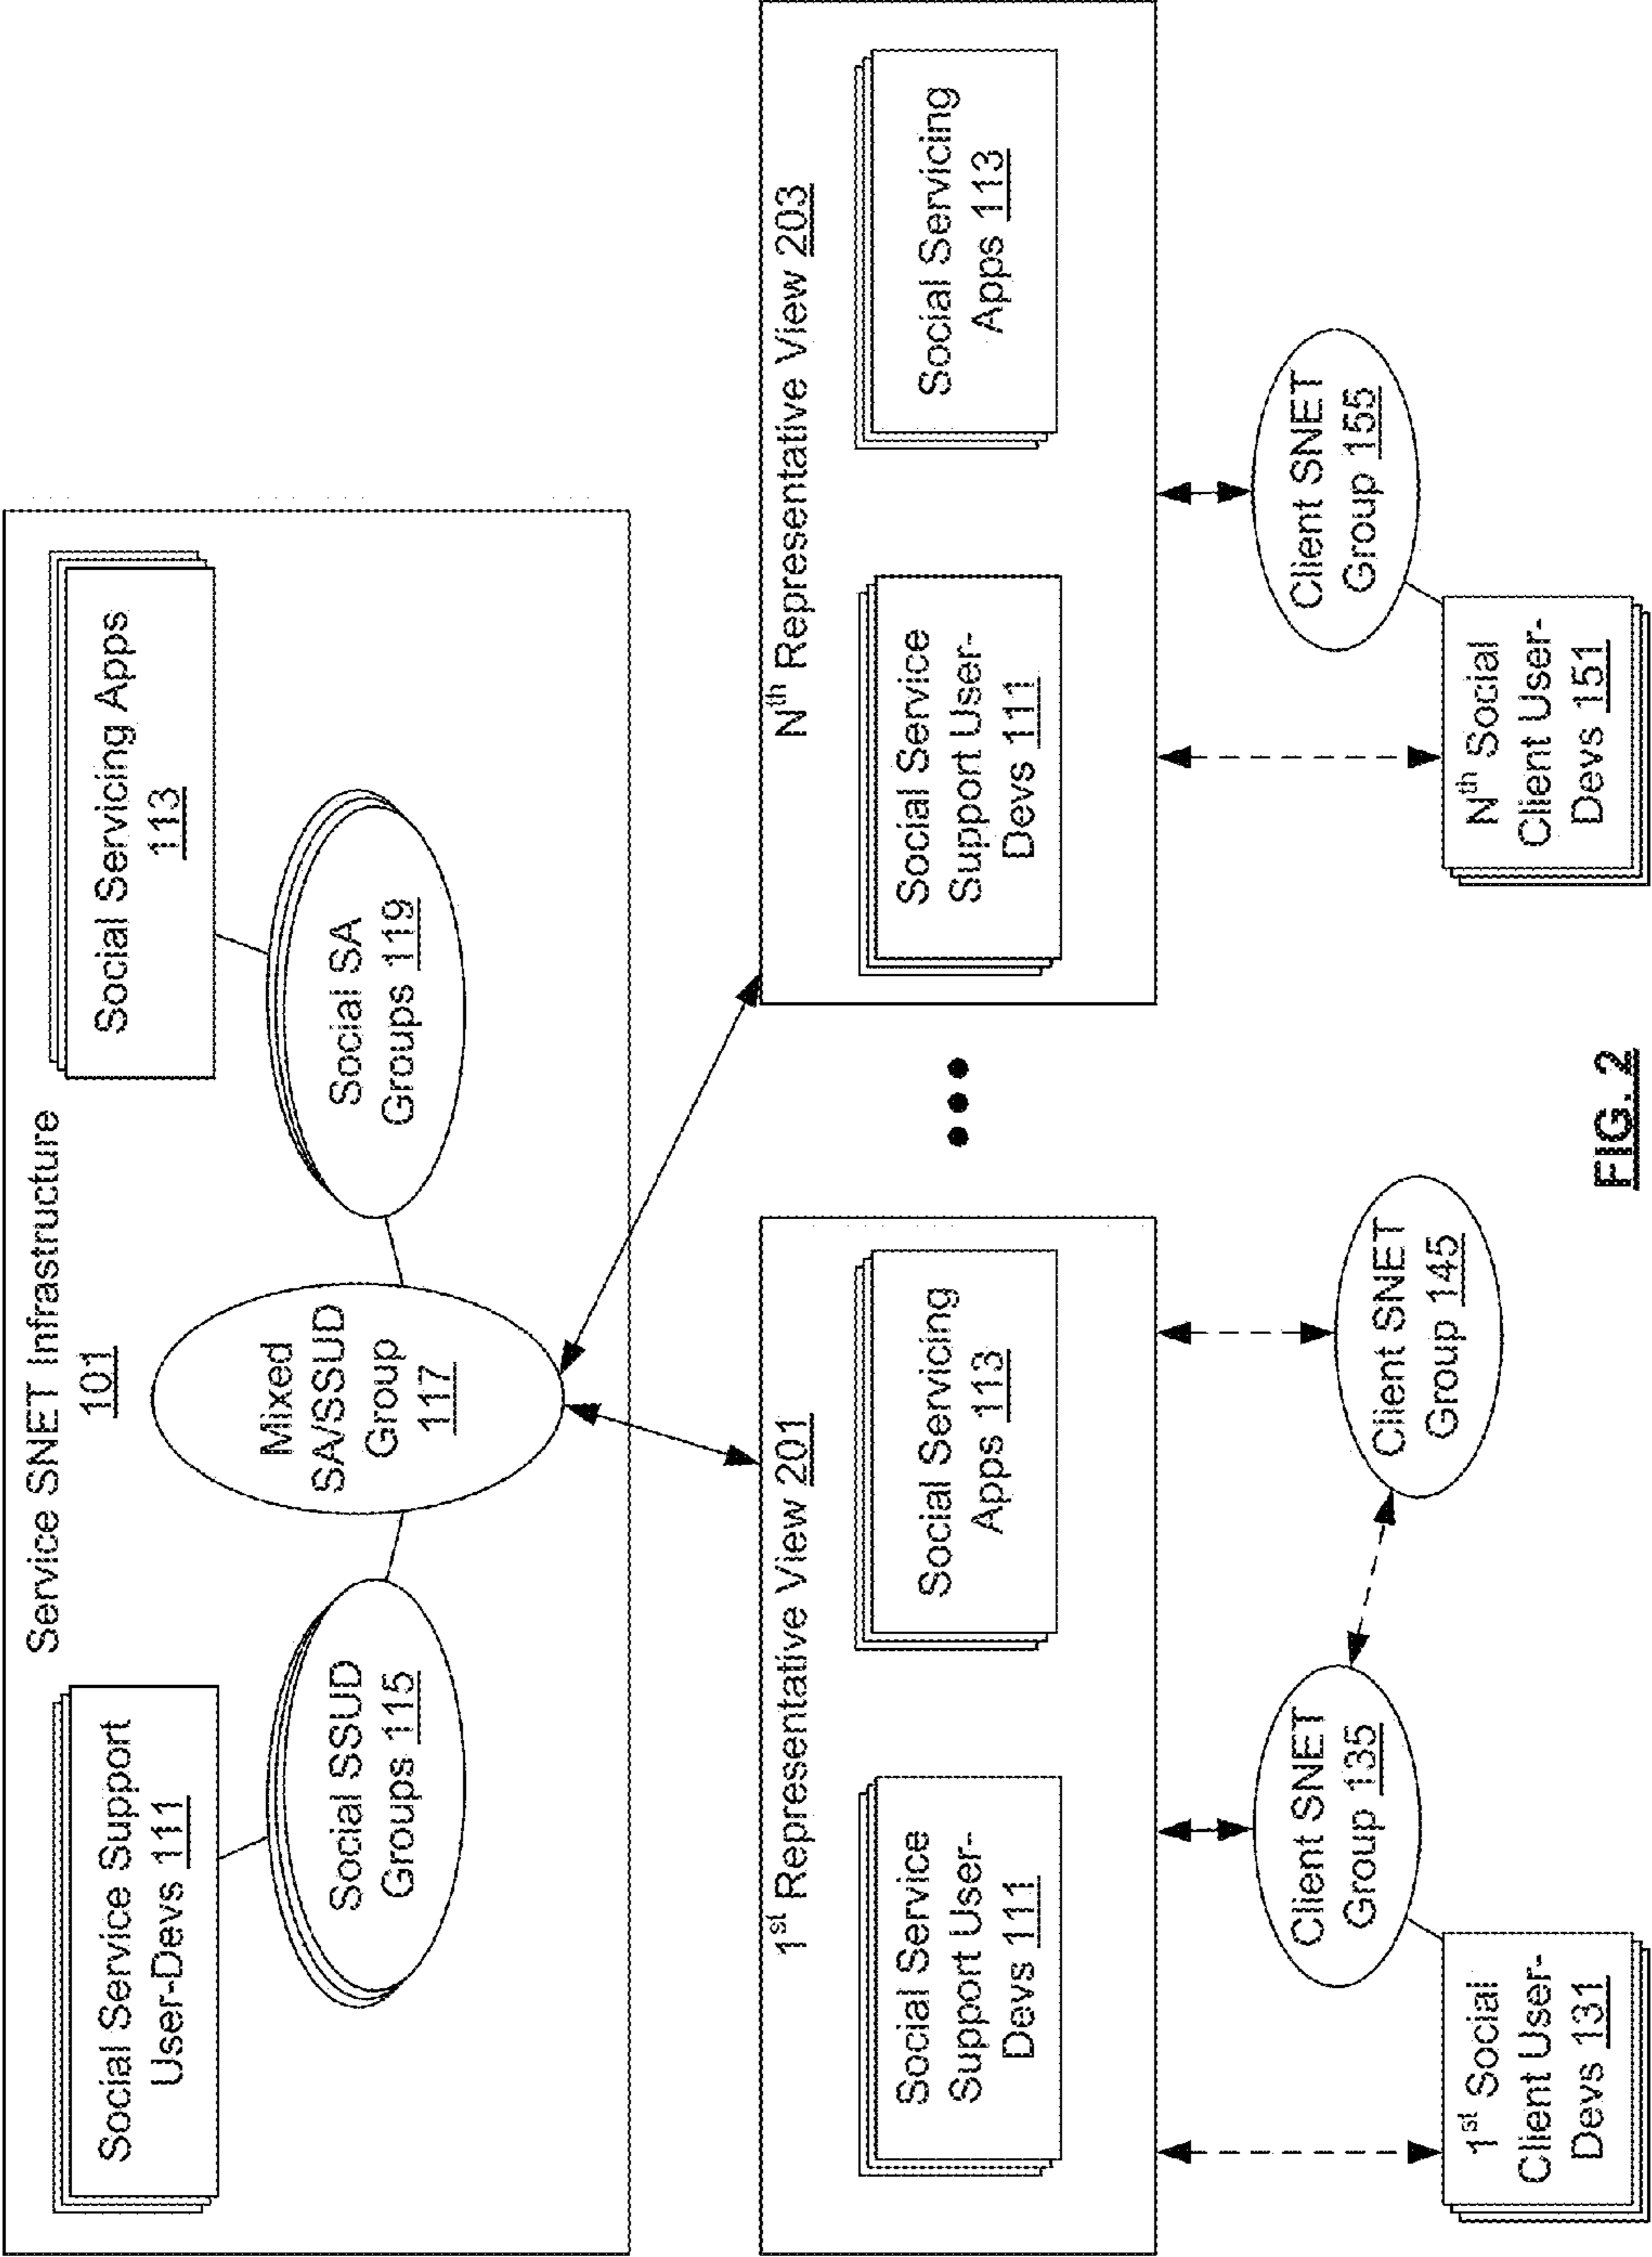 Service SNET Infrastructure
101
Social Service Support
User-Devs 111
Social Servicing Apps
113
Social SSUD
Groups 115
Mixed
SA/SSUD
Group
117
Social SA
Groups 119
1st Representative View 201
Social Service
Support User-
Devs 111
Social Servicing
Apps 113
Nth Representative View 203
Social Service
Support User-
Devs 111
Social Servicing
Apps 113
Client SNET
Group 135
Client SNET
Group 145
Client SNET
Group 155
1st Social
Client User-
Devs 131
Nth Social
Client User-
Devs 151
FIG. 2